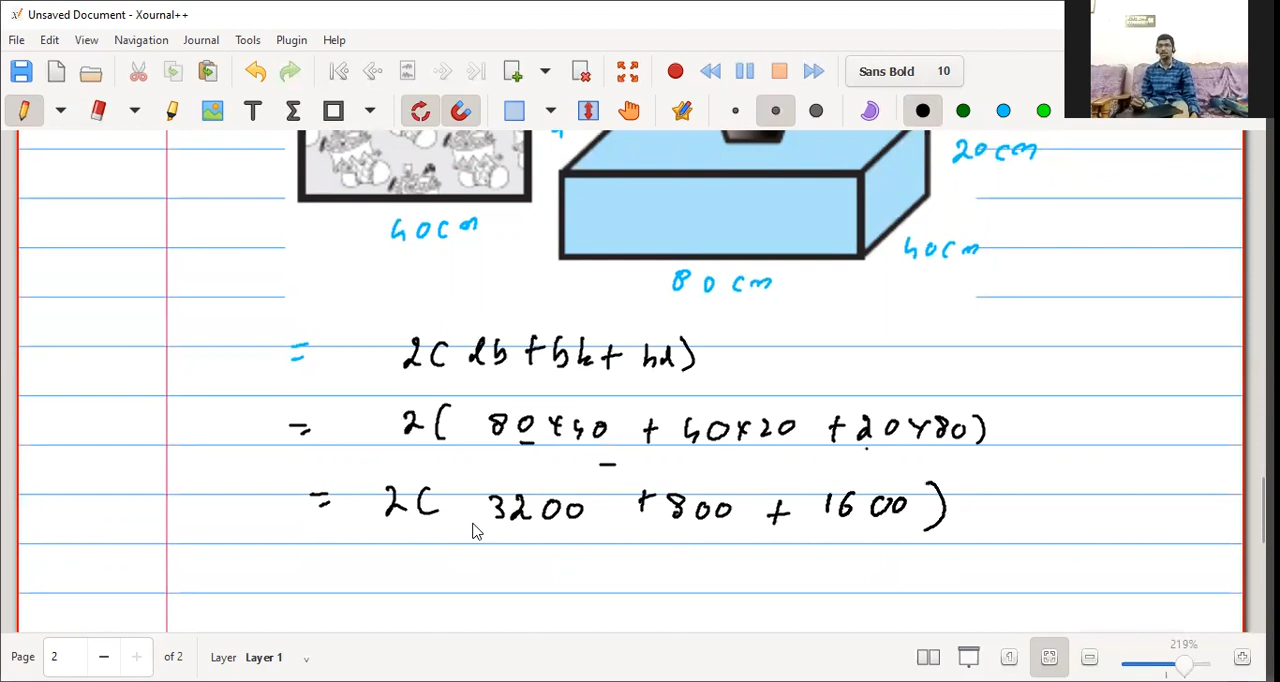 Unsaved Document - Xournal++
File Edit View Navigation Journal Tools Plugin Help
Sans Bold 10
20cm
40cm
40cm
80 cm
= 2( lb + bh + hl)
= 2( 80×40 + 40×20 + 20×80)
= 2( 3200 + 800 + 1600 )
Page 2 of 2 Layer Layer 1 219%